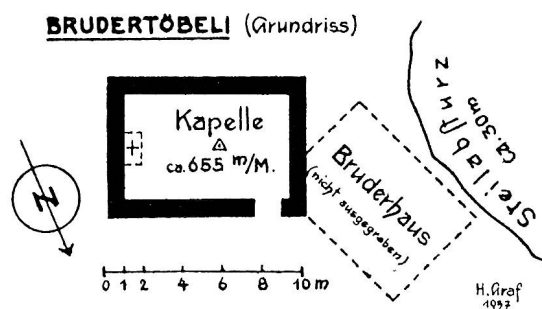 BRUDERTÖBELI (Grundriss)
Kapelle
ca. 655 m/M.
Bruderhaus
(nicht ausgegraben)
Steilabsturz
ca. 30 m
N
0 1 2 4 6 8 10 m
H. Graf
1937